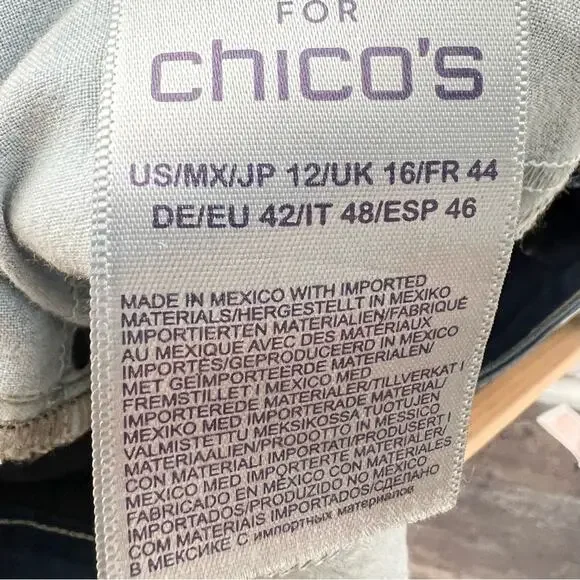 FOR
chico's
US/MX/JP 12/UK 16/FR 44
DE/EU 42/IT 48/ESP 46
MADE IN MEXICO WITH IMPORTED
MATERIALS/HERGESTELLT IN MEXIKO
IMPORTIERTEN MATERIALIEN/FABRIQUÉ
AU MEXIQUE AVEC DES MATÉRIAUX
IMPORTÉS/GEPRODUCEERD IN MEXICO
MET GEÏMPORTEERDE MATERIALEN/
FREMSTILLET I MEXICO MED
IMPORTEREDE MATERIALER/TILLVERKAT I
MEXIKO MED IMPORTERADE MATERIAL/
VALMISTETTU MEKSIKOSSA TUOTUJEN
MATERIAALIEN/PRODOTTO IN MESSICO
CON MATERIALI IMPORTATI/PRODUSERT I
MEXICO MED IMPORTERTE MATERIALER/
FABRICADO EN MÉXICO CON MATERIALES
IMPORTADOS/PRODUZIDO NO MÉXICO
COM MATERIAIS IMPORTADOS/СДЕЛАНО
В МЕКСИКЕ с импортных материалов